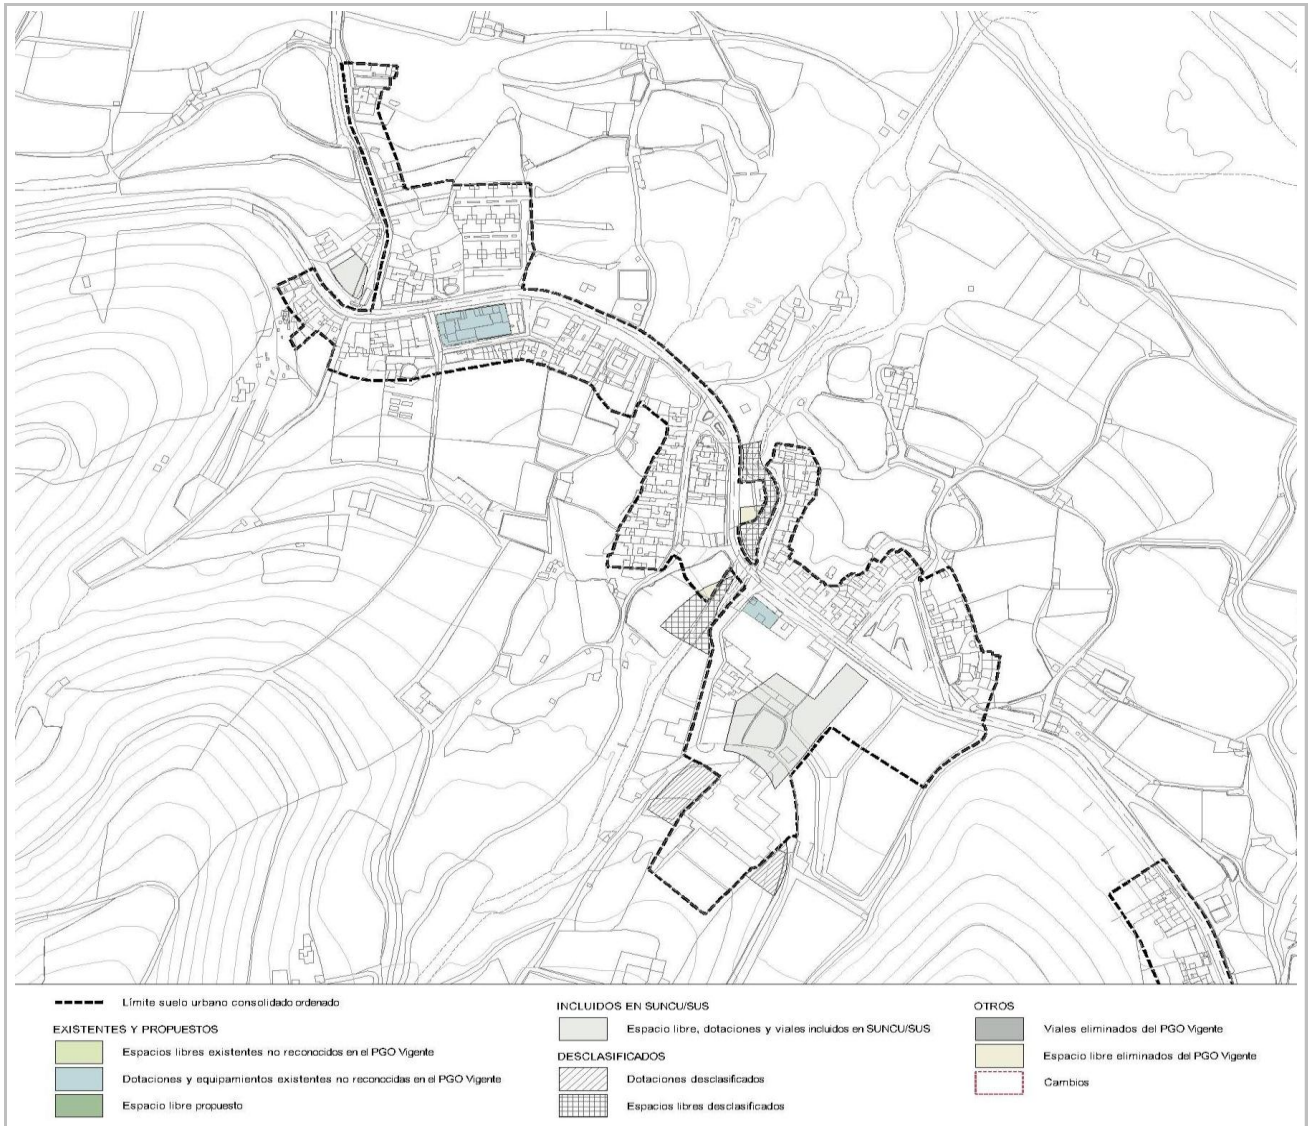 Límite suelo urbano consolidado ordenado
EXISTENTES Y PROPUESTOS
Espacios libres existentes no reconocidos en el PGO Vigente
Dotaciones y equipamientos existentes no reconocidas en el PGO Vigente
Espacio libre propuesto
INCLUIDOS EN SUNCU/SUS
Espacio libre, dotaciones y viales incluidos en SUNCU/SUS
DESCLASIFICADOS
Dotaciones desclasificados
Espacios libres desclasificados
OTROS
Viales eliminados del PGO Vigente
Espacio libre eliminados del PGO Vigente
Cambios